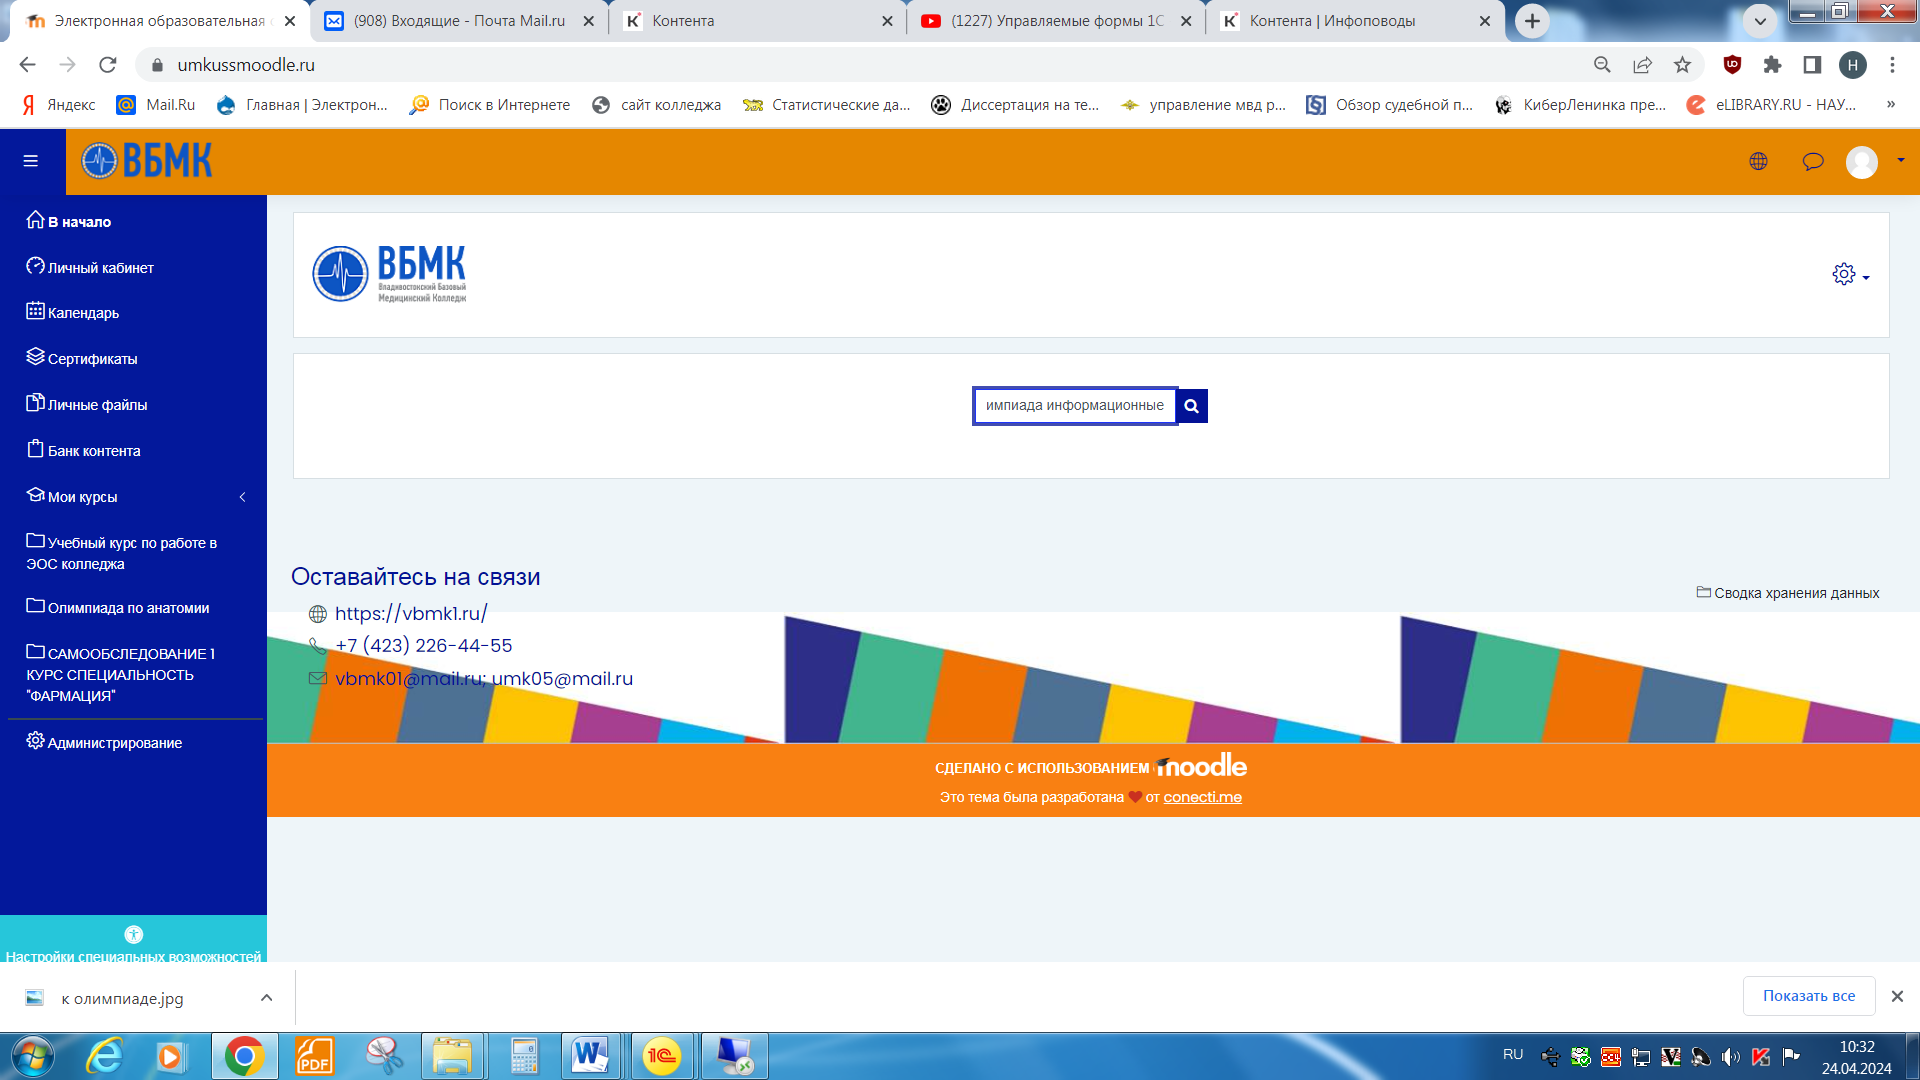 Электронная образовательная
(908) Входящие - Почта Mail.ru
Контента
(1227) Управляемые формы 1С
Контента | Инфоповоды
umkussmoodle.ru
Н
Яндекс
Mail.Ru
Главная | Электрон...
Поиск в Интернете
сайт колледжа
Статистические да...
Диссертация на те...
управление мвд р...
Обзор судебной п...
КиберЛенинка пре...
eLIBRARY.RU - НАУ...
»
ВБМК
В начало
Личный кабинет
Календарь
Сертификаты
Личные файлы
Банк контента
Мои курсы
Учебный курс по работе в
ЭОС колледжа
Олимпиада по анатомии
САМООБСЛЕДОВАНИЕ 1
КУРС СПЕЦИАЛЬНОСТЬ
"ФАРМАЦИЯ"
Администрирование
Настройки специальных возможностей
ВБМК
Владивостокский Базовый
Медицинский Колледж
импиада информационные
Оставайтесь на связи
https://vbmk1.ru/
+7 (423) 226-44-55
vbmk01@mail.ru; umk05@mail.ru
Сводка хранения данных
СДЕЛАНО С ИСПОЛЬЗОВАНИЕМ moodle
Это тема была разработана ❤ от conecti.me
к олимпиаде.jpg
Показать все
PDF
1С
RU
10:32
24.04.2024